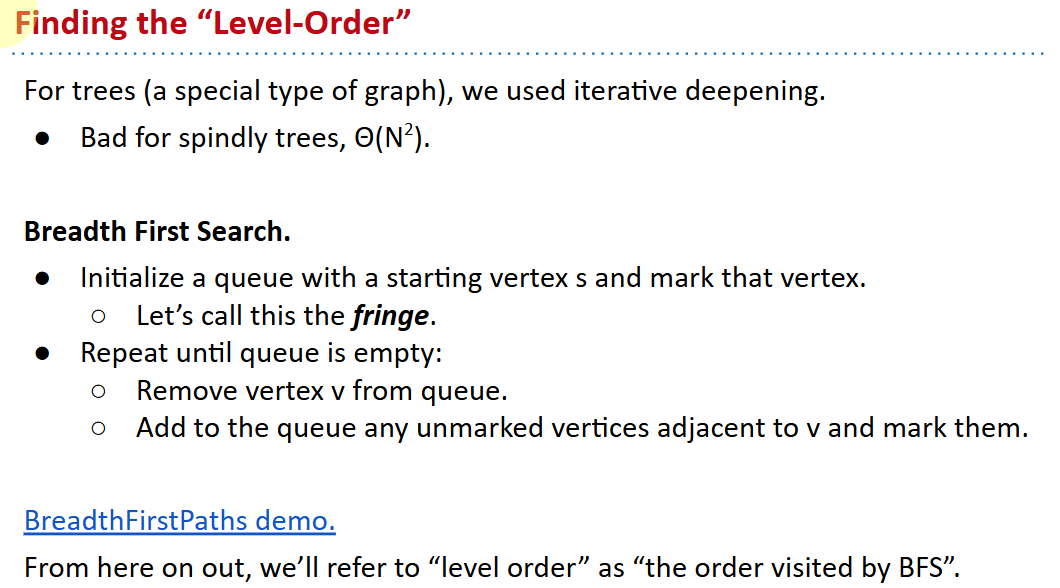 Finding the “Level-Order”
For trees (a special type of graph), we used iterative deepening.
● Bad for spindly trees, Θ(N²).
Breadth First Search.
● Initialize a queue with a starting vertex s and mark that vertex.
○ Let’s call this the fringe.
● Repeat until queue is empty:
○ Remove vertex v from queue.
○ Add to the queue any unmarked vertices adjacent to v and mark them.
BreadthFirstPaths demo.
From here on out, we’ll refer to “level order” as “the order visited by BFS”.